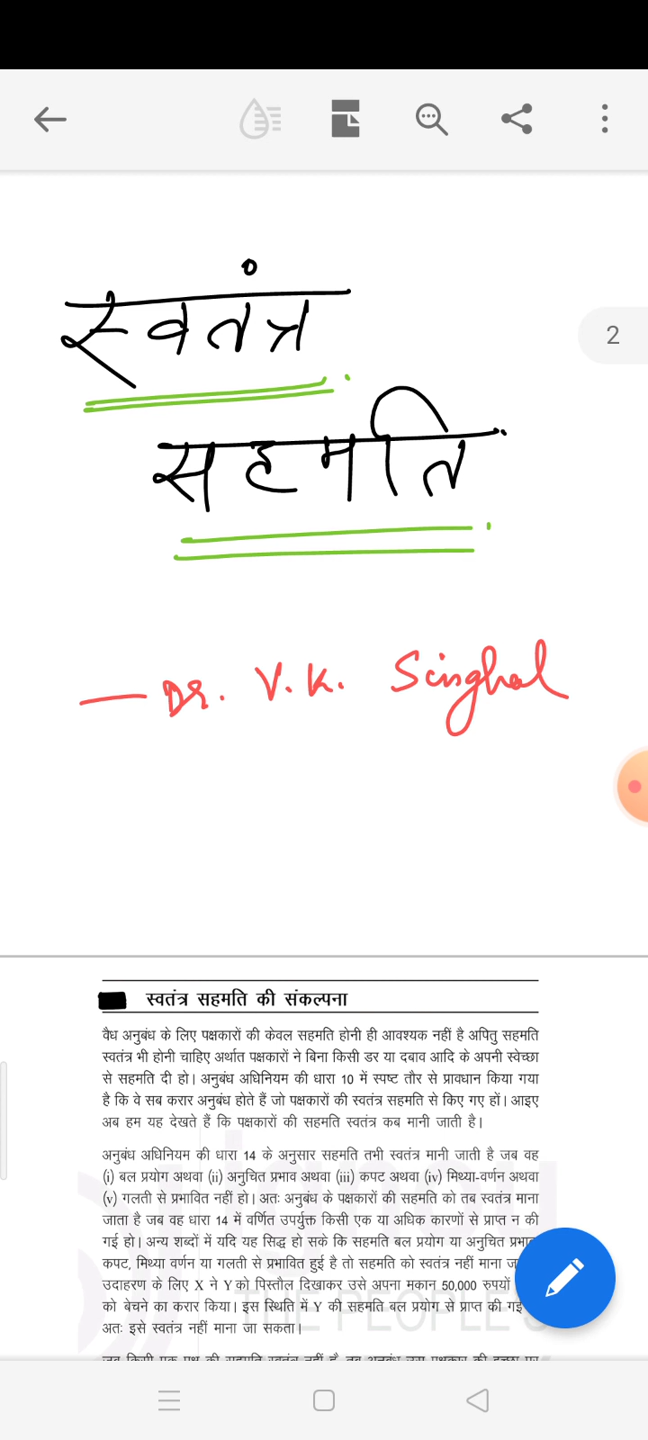 2
स्वतंत्र
सहमति
— Dr. V.K. Singhal
स्वतंत्र सहमति की संकल्पना
वैध अनुबंध के लिए पक्षकारों की केवल सहमति होनी ही आवश्यक नहीं है अपितु सहमति
स्वतंत्र भी होनी चाहिए अर्थात पक्षकारों ने बिना किसी डर या दबाव आदि के अपनी स्वेच्छा
से सहमति दी हो। अनुबंध अधिनियम की धारा 10 में स्पष्ट तौर से प्रावधान किया गया
है कि वे सब करार अनुबंध होते हैं जो पक्षकारों की स्वतंत्र सहमति से किए गए हों। आइए
अब हम यह देखते हैं कि पक्षकारों की सहमति स्वतंत्र कब मानी जाती है।
अनुबंध अधिनियम की धारा 14 के अनुसार सहमति तभी स्वतंत्र मानी जाती है जब वह
(i) बल प्रयोग अथवा (ii) अनुचित प्रभाव अथवा (iii) कपट अथवा (iv) मिथ्या-वर्णन अथवा
(v) गलती से प्रभावित नहीं हो। अतः अनुबंध के पक्षकारों की सहमति को तब स्वतंत्र माना
जाता है जब वह धारा 14 में वर्णित उपर्युक्त किसी एक या अधिक कारणों से प्राप्त न की
गई हो। अन्य शब्दों में यदि यह सिद्ध हो सके कि सहमति बल प्रयोग या अनुचित प्रभाव
कपट, मिथ्या वर्णन या गलती से प्रभावित हुई है तो सहमति को स्वतंत्र नहीं माना
उदाहरण के लिए X ने Y को पिस्तौल दिखाकर उसे अपना मकान 50,000 रुपयों
को बेचने का करार किया। इस स्थिति में Y की सहमति बल प्रयोग से प्राप्त की गई
अतः इसे स्वतंत्र नहीं माना जा सकता।
THE PEOPLE'S